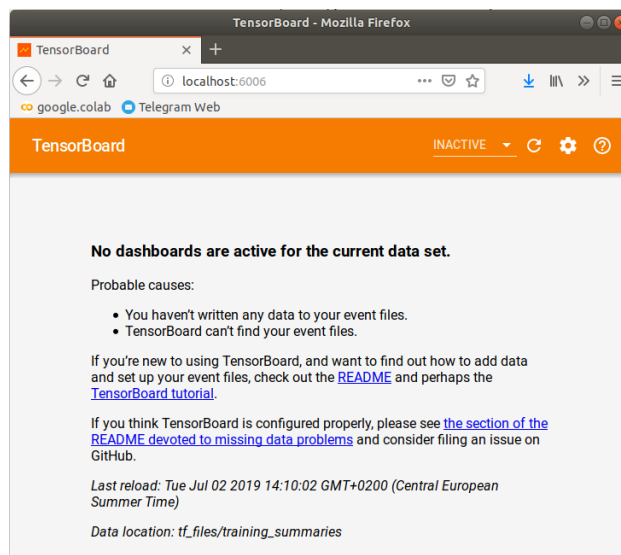 TensorBoard - Mozilla Firefox
TensorBoard
localhost:6006
google.colab Telegram Web
TensorBoard INACTIVE
No dashboards are active for the current data set.
Probable causes:
• You haven't written any data to your event files.
• TensorBoard can't find your event files.
If you're new to using TensorBoard, and want to find out how to add data
and set up your event files, check out the README and perhaps the
TensorBoard tutorial.
If you think TensorBoard is configured properly, please see the section of the
README devoted to missing data problems and consider filing an issue on
GitHub.
Last reload: Tue Jul 02 2019 14:10:02 GMT+0200 (Central European
Summer Time)
Data location: tf_files/training_summaries